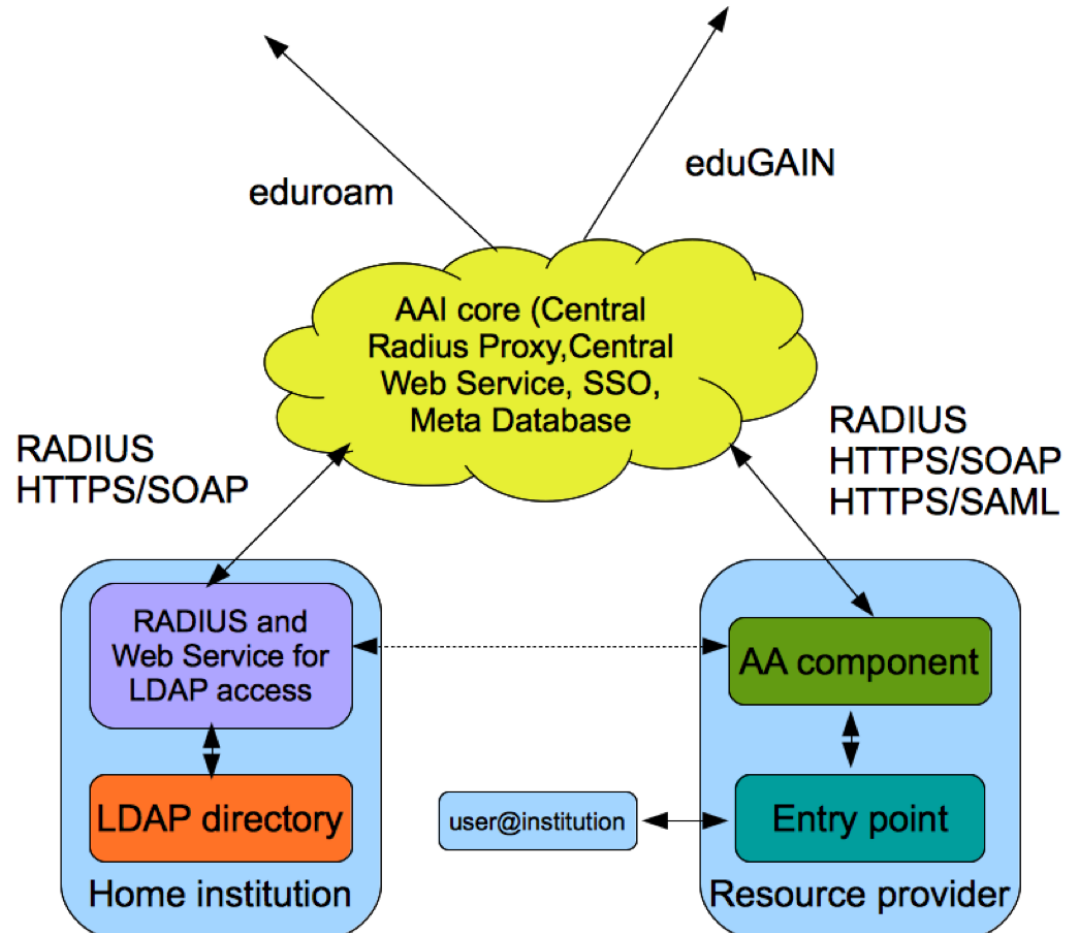 eduroam
eduGAIN
AAI core (Central
Radius Proxy,Central
Web Service, SSO,
Meta Database
RADIUS
HTTPS/SOAP
RADIUS
HTTPS/SOAP
HTTPS/SAML
RADIUS and
Web Service for
LDAP access
AA component
LDAP directory
user@institution
Entry point
Home institution
Resource provider